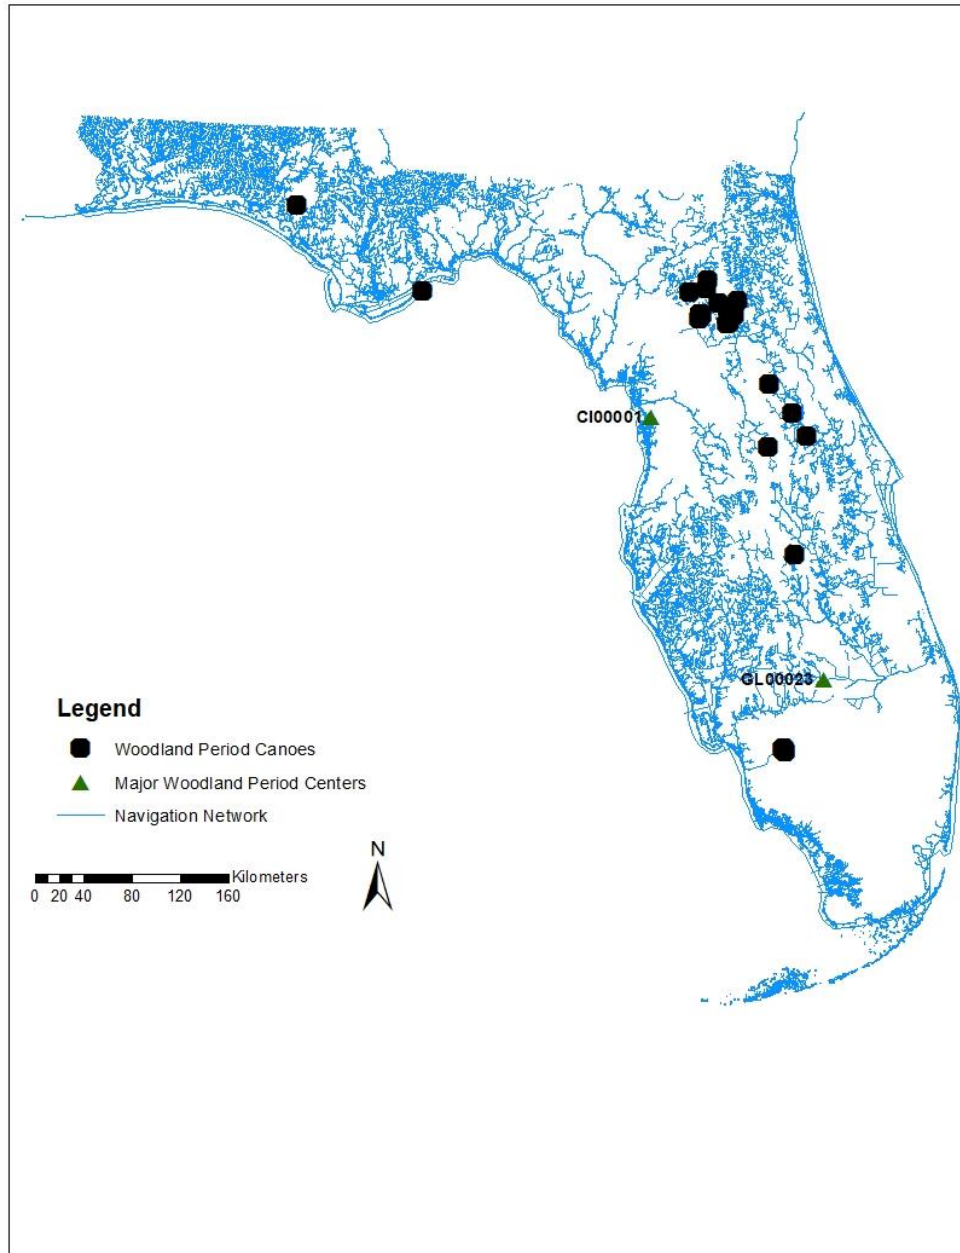 CI00001
GL00023
Legend
Woodland Period Canoes
Major Woodland Period Centers
Navigation Network
N
Kilometers
0 20 40 80 120 160